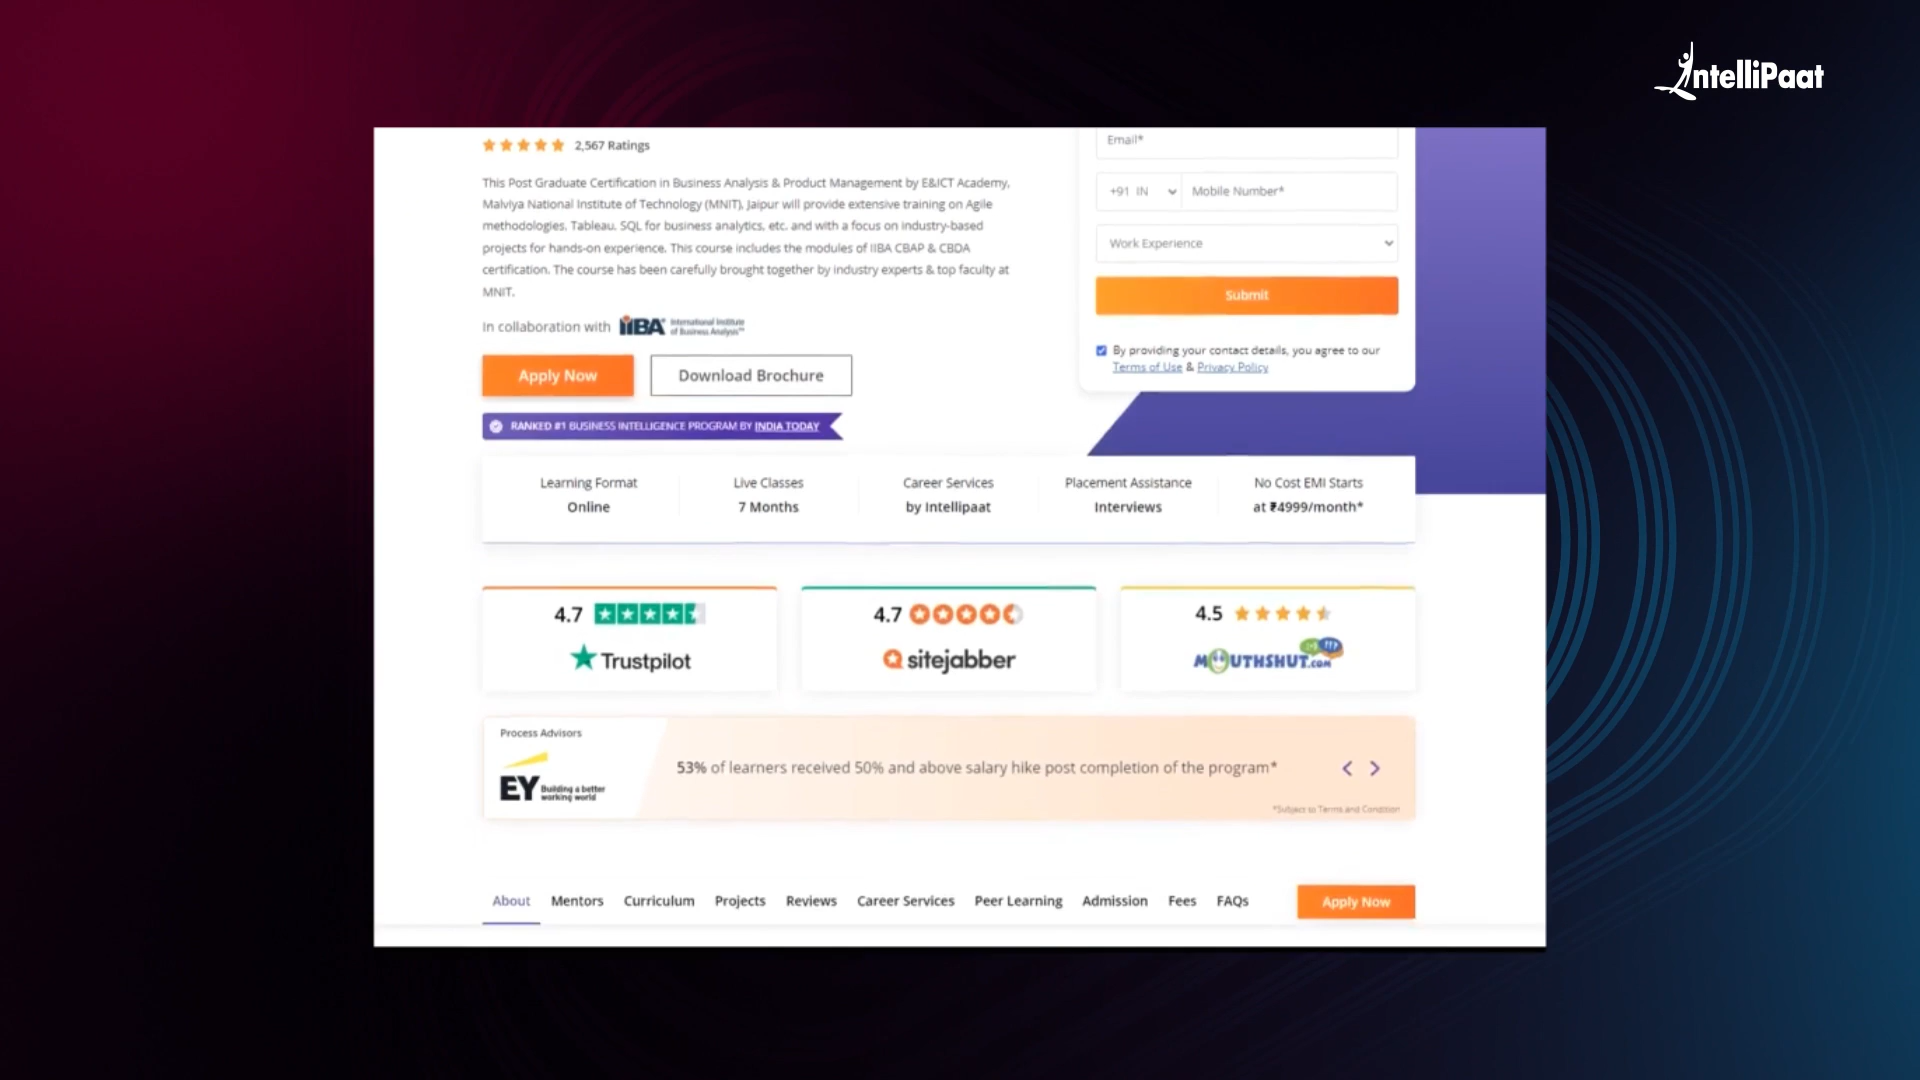 IntelliPaat
2,567 Ratings
This Post Graduate Certification in Business Analysis & Product Management by E&ICT Academy,
Malviya National Institute of Technology (MNIT), Jaipur will provide extensive training on Agile
methodologies, Tableau, SQL for business analytics, etc. and with a focus on industry-based
projects for hands-on experience. This course includes the modules of IIBA CBAP & CBDA
certification. The course has been carefully brought together by industry experts & top faculty at
MNIT.
In collaboration with IIBA International Institute
of Business Analysis™
Apply Now
Download Brochure
RANKED #1 BUSINESS INTELLIGENCE PROGRAM BY INDIA TODAY
Email*
+91 IN
Mobile Number*
Work Experience
Submit
By providing your contact details, you agree to our
Terms of Use & Privacy Policy
Learning Format
Online
Live Classes
7 Months
Career Services
by Intellipaat
Placement Assistance
Interviews
No Cost EMI Starts
at ₹4999/month*
4.7
Trustpilot
4.7
sitejabber
4.5
MOUTHSHUT.COM
Process Advisors
EY Building a better
working world
53% of learners received 50% and above salary hike post completion of the program*
*Subject to Terms and Condition
About Mentors Curriculum Projects Reviews Career Services Peer Learning Admission Fees FAQs
Apply Now